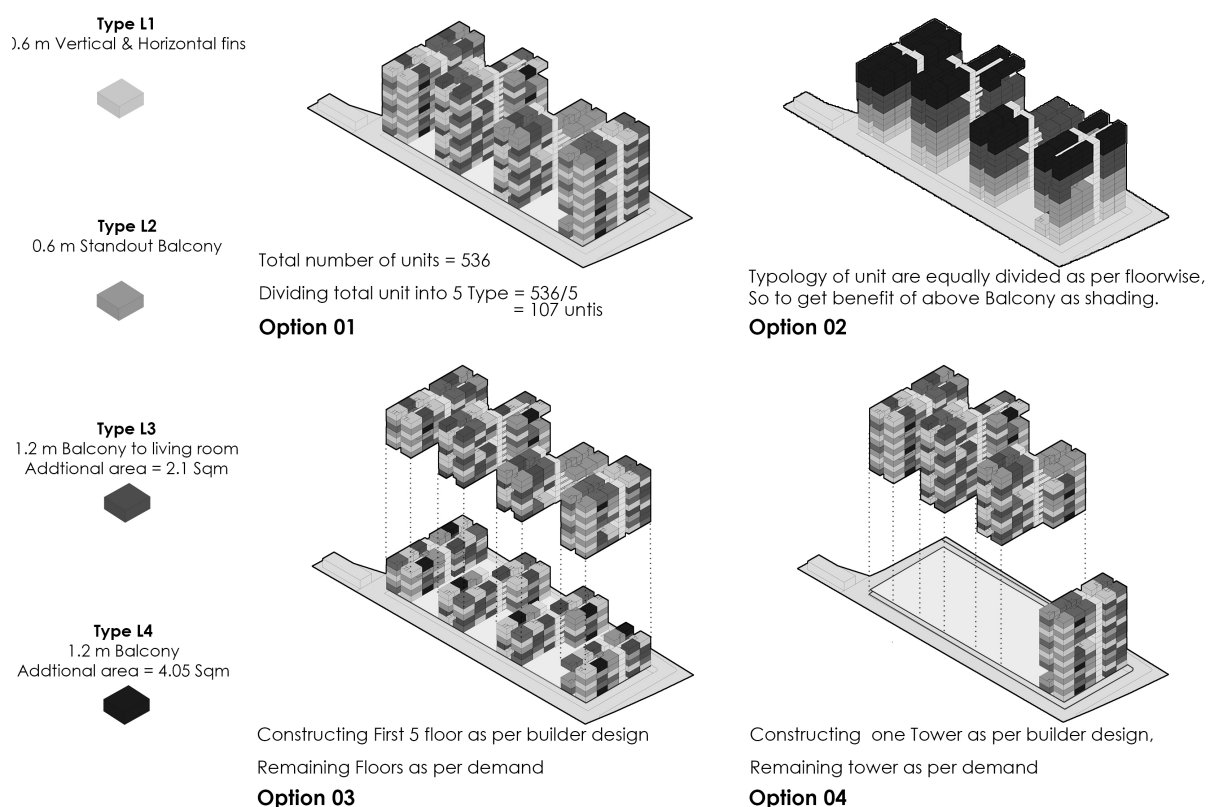 Type L1
).6 m Vertical & Horizontal fins
Type L2
0.6 m Standout Balcony
Type L3
1.2 m Balcony to living room
Addtional area = 2.1 Sqm
Type L4
1.2 m Balcony
Addtional area = 4.05 Sqm
Total number of units = 536
Dividing total unit into 5 Type = 536/5
= 107 untis
Option 01
Typology of unit are equally divided as per floorwise,
So to get benefit of above Balcony as shading.
Option 02
Constructing First 5 floor as per builder design
Remaining Floors as per demand
Option 03
Constructing one Tower as per builder design,
Remaining tower as per demand
Option 04